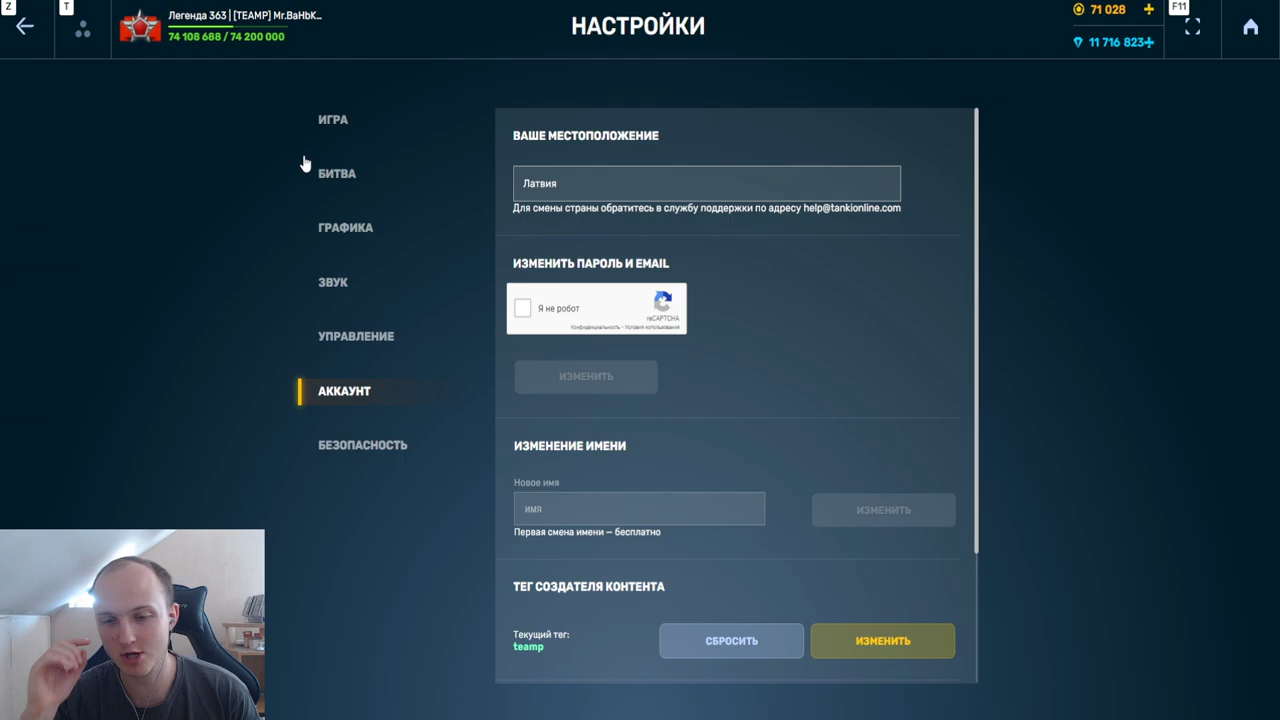 Z
T
Легенда 363 | [TEAMP] Mr.BaHbK...
74 108 688 / 74 200 000
НАСТРОЙКИ
71 028
11 716 823
F11
ИГРА
БИТВА
ГРАФИКА
ЗВУК
УПРАВЛЕНИЕ
АККАУНТ
БЕЗОПАСНОСТЬ
ВАШЕ МЕСТОПОЛОЖЕНИЕ
Латвия
Для смены страны обратитесь в службу поддержки по адресу help@tankionline.com
ИЗМЕНИТЬ ПАРОЛЬ И EMAIL
Я не робот
reCAPTCHA
Конфиденциальность - Условия использования
ИЗМЕНИТЬ
ИЗМЕНЕНИЕ ИМЕНИ
Новое имя
имя
ИЗМЕНИТЬ
Первая смена имени — бесплатно
ТЕГ СОЗДАТЕЛЯ КОНТЕНТА
Текущий тег:
teamp
СБРОСИТЬ
ИЗМЕНИТЬ